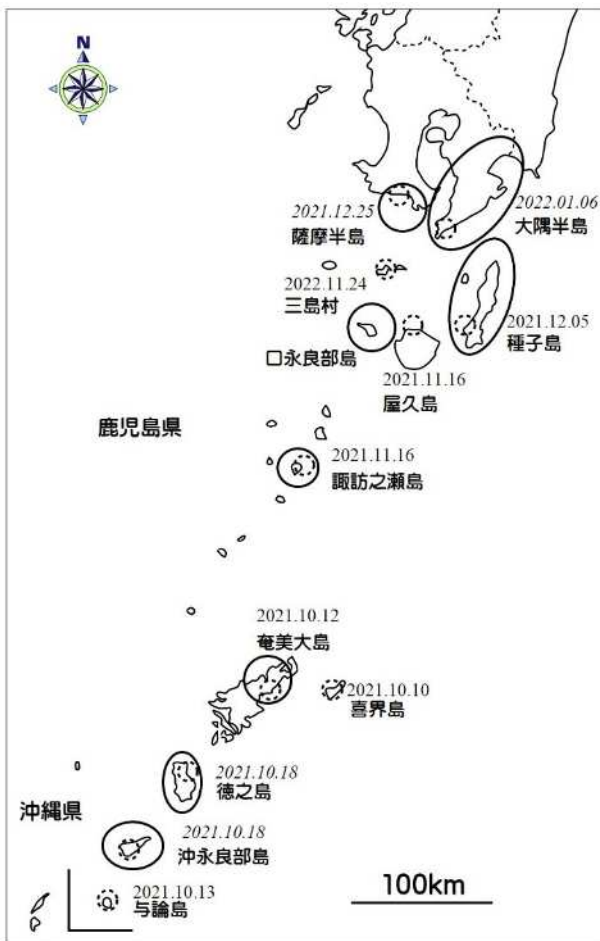 N
2021.12.25
薩摩半島
2022.01.06
大隅半島
2022.11.24
三島村
2021.12.05
種子島
口永良部島
2021.11.16
屋久島
鹿児島県
2021.11.16
諏訪之瀬島
2021.10.12
奄美大島
2021.10.10
喜界島
2021.10.18
徳之島
沖縄県
2021.10.18
沖永良部島
2021.10.13
与論島
100km